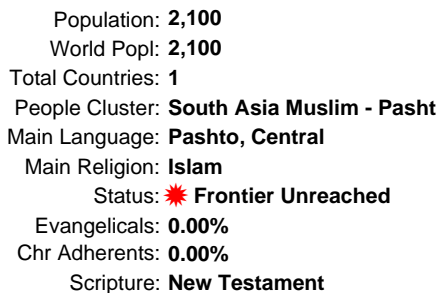 Population: 2,100
World Popl: 2,100
Total Countries: 1
People Cluster: South Asia Muslim - Pasht
Main Language: Pashto, Central
Main Religion: Islam
Status: Frontier Unreached
Evangelicals: 0.00%
Chr Adherents: 0.00%
Scripture: New Testament